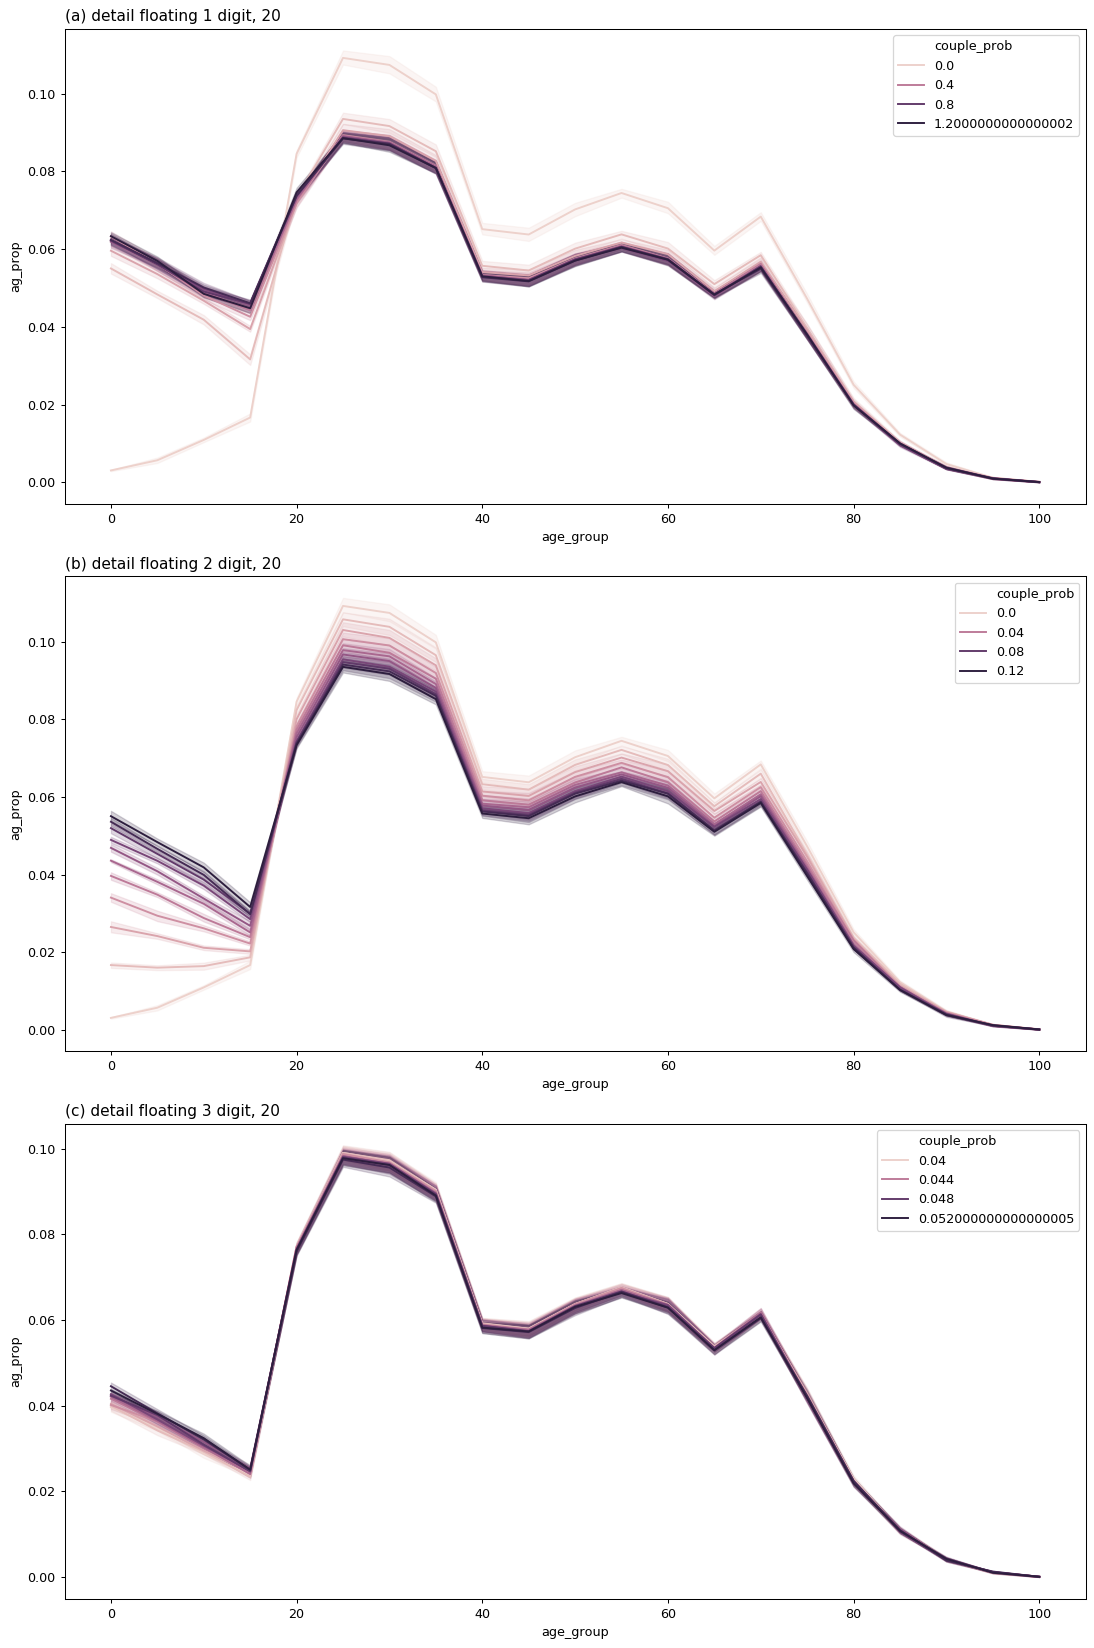 (a) detail floating 1 digit, 20
couple_prob
0.0
0.4
0.8
1.2000000000000002
0.10
0.08
0.06
0.04
0.02
0.00
ag_prop
0 20 40 60 80 100
age_group
(b) detail floating 2 digit, 20
couple_prob
0.0
0.04
0.08
0.12
0.10
0.08
0.06
0.04
0.02
0.00
ag_prop
0 20 40 60 80 100
age_group
(c) detail floating 3 digit, 20
couple_prob
0.04
0.044
0.048
0.052000000000000005
0.10
0.08
0.06
0.04
0.02
0.00
ag_prop
0 20 40 60 80 100
age_group